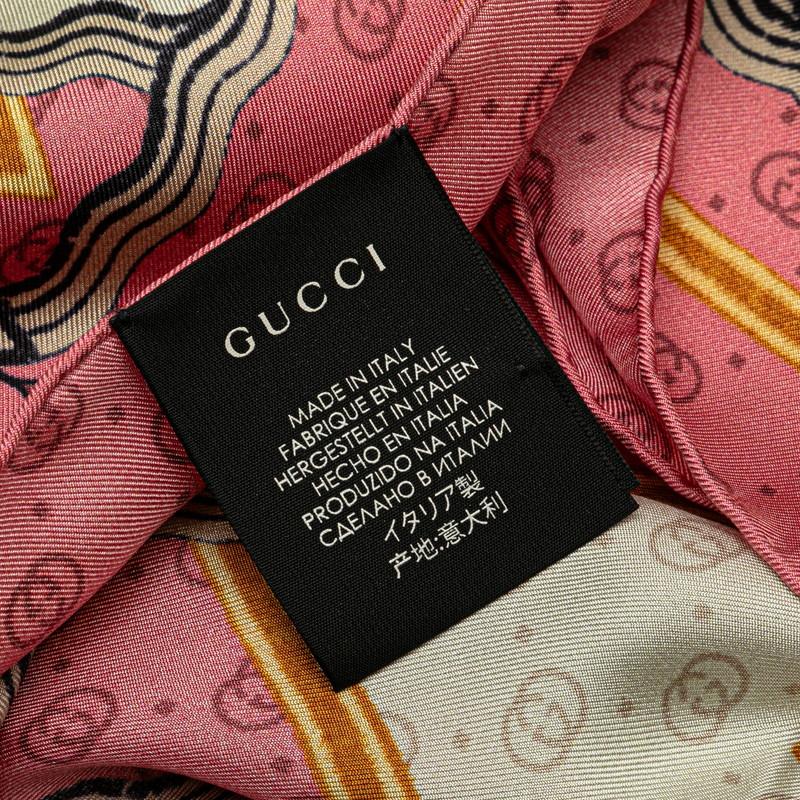 GUCCI
MADE IN ITALY
FABRIQUE EN ITALIE
HERGESTELLT IN ITALIEN
HECHO EN ITALIA
PRODUZIDO NA ITALIA
СДЕЛАНО В ИТАЛИИ
イタリア製
产地:意大利